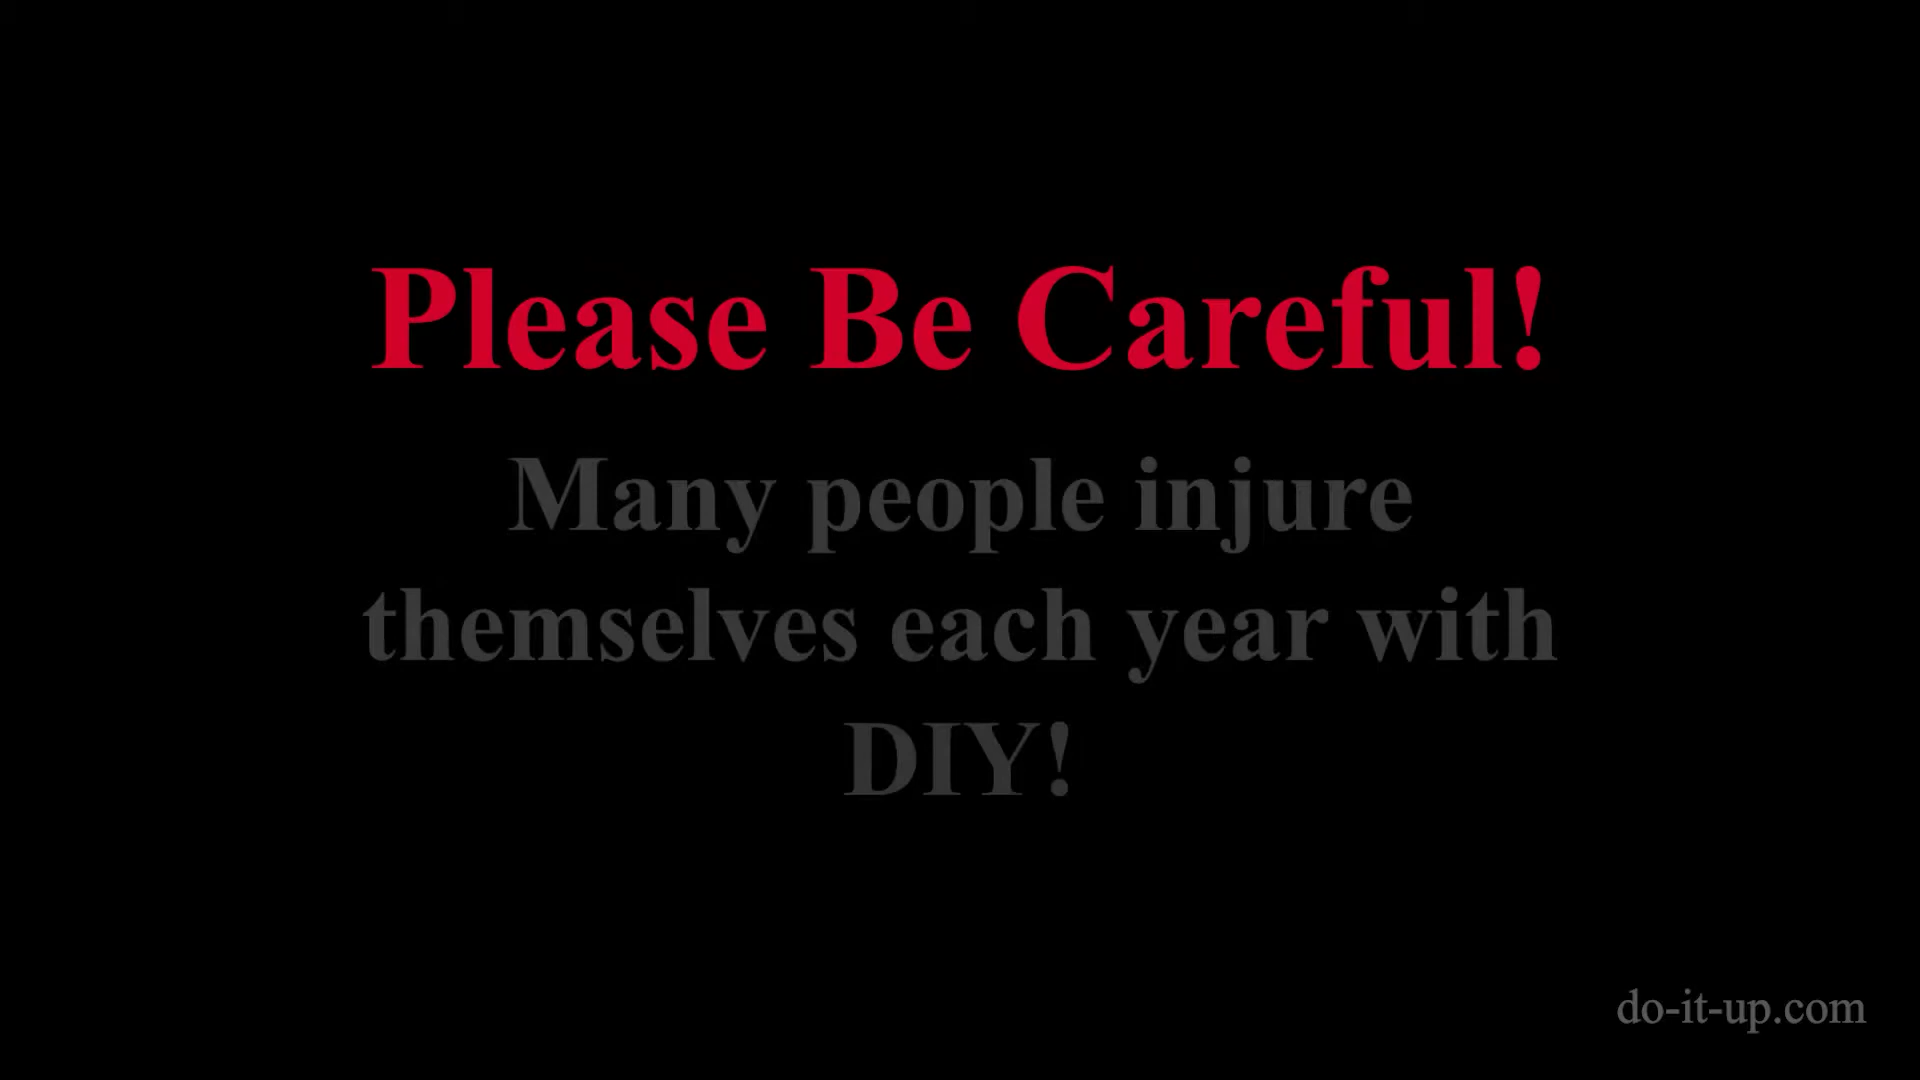 Please Be Careful!
Many people injure
themselves each year with
DIY!
do-it-up.com